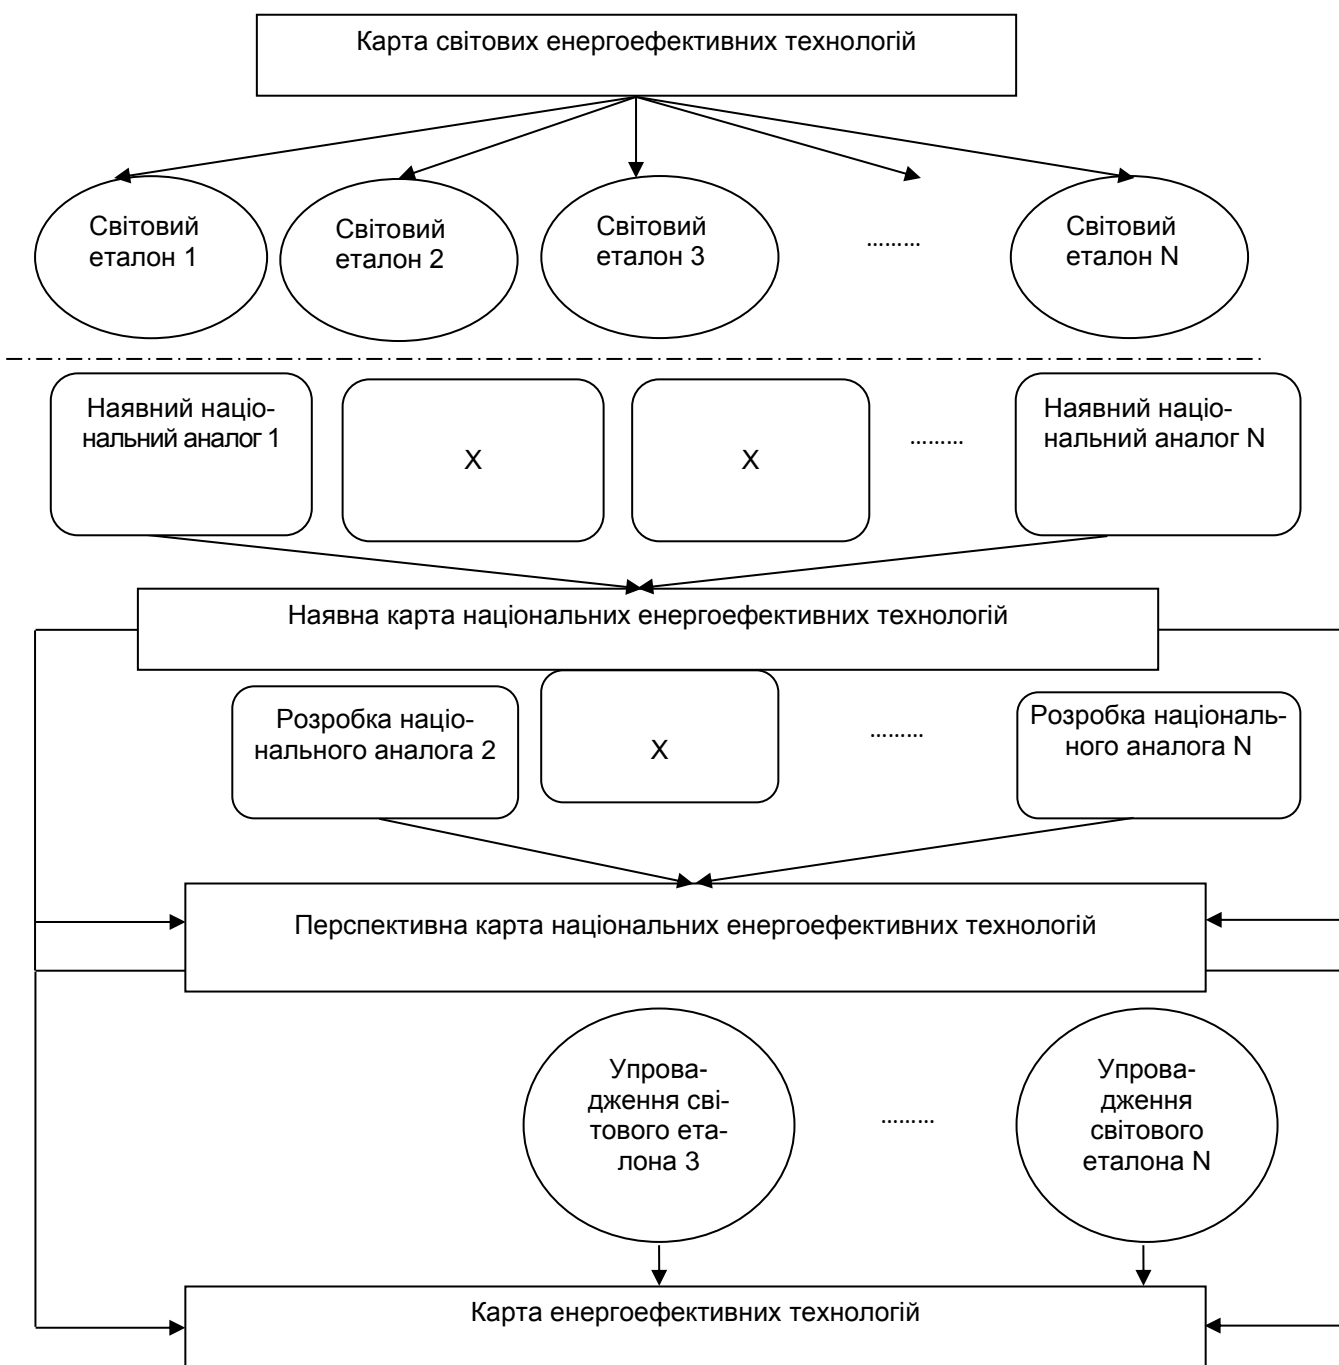 Карта світових енергоефективних технологій
Світовий
еталон 1
Світовий
еталон 2
Світовий
еталон 3
.........
Світовий
еталон N
Наявний націо-
нальний аналог 1
X
X
.........
Наявний націо-
нальний аналог N
Наявна карта національних енергоефективних технологій
Розробка націо-
нального аналога 2
X
.........
Розробка національ-
ного аналога N
Перспективна карта національних енергоефективних технологій
Упрова-
дження сві-
тового ета-
лона 3
.........
Упрова-
дження
світового
еталона N
Карта енергоефективних технологій